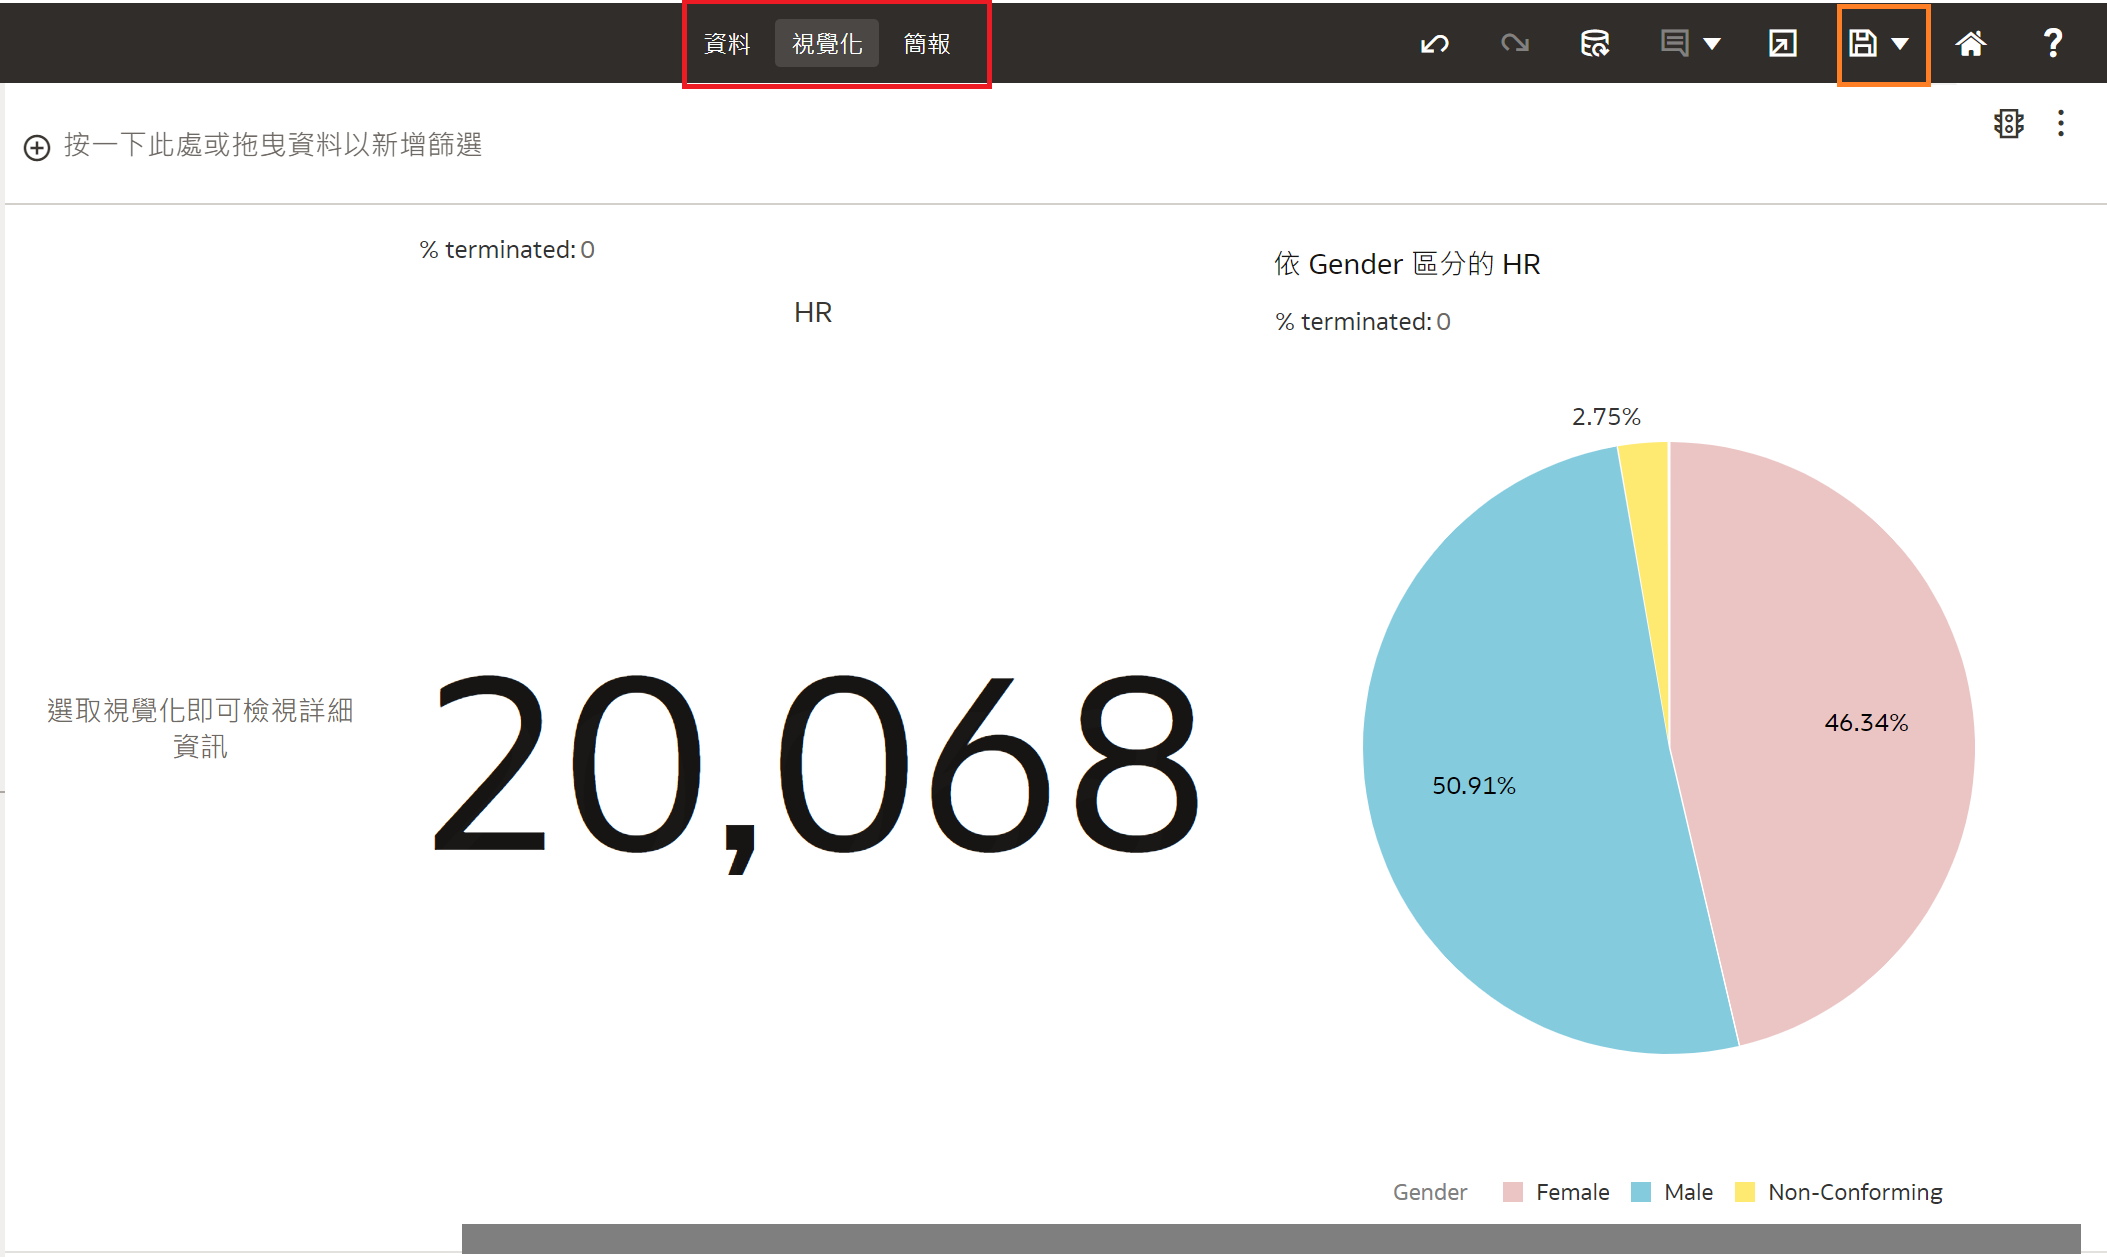 資料 視覺化 簡報
按一下此處或拖曳資料以新增篩選
% terminated: 0
HR
20,068
選取視覺化即可檢視詳細
資訊
依 Gender 區分的 HR
% terminated: 0
2.75%
46.34%
50.91%
Gender Female Male Non-Conforming